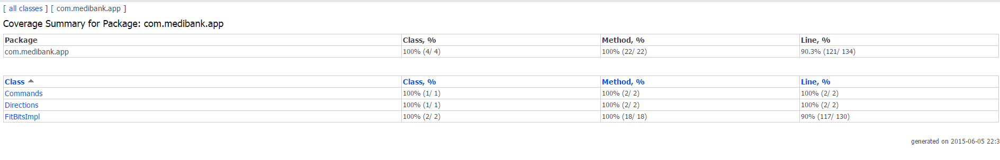 [ all classes ] [ com.medibank.app ]
Coverage Summary for Package: com.medibank.app
Package Class, % Method, % Line, %
com.medibank.app 100% (4/ 4) 100% (22/ 22) 90.3% (121/ 134)
Class Class, % Method, % Line, %
Commands 100% (1/ 1) 100% (2/ 2) 100% (2/ 2)
Directions 100% (1/ 1) 100% (2/ 2) 100% (2/ 2)
FitBitsImpl 100% (2/ 2) 100% (18/ 18) 90% (117/ 130)
generated on 2015-06-05 22:3